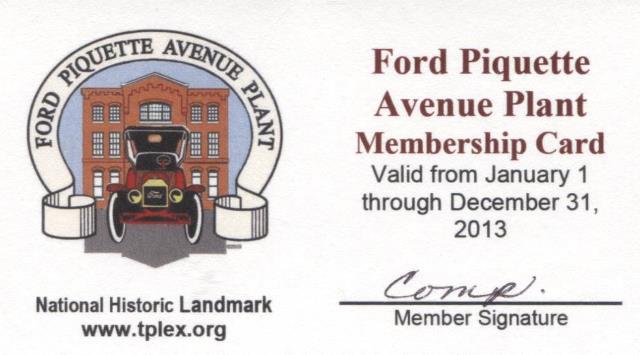 FORD PIQUETTE AVENUE PLANT
Ford
National Historic Landmark
www.tplex.org
Ford Piquette
Avenue Plant
Membership Card
Valid from January 1
through December 31,
2013
Comp.
Member Signature